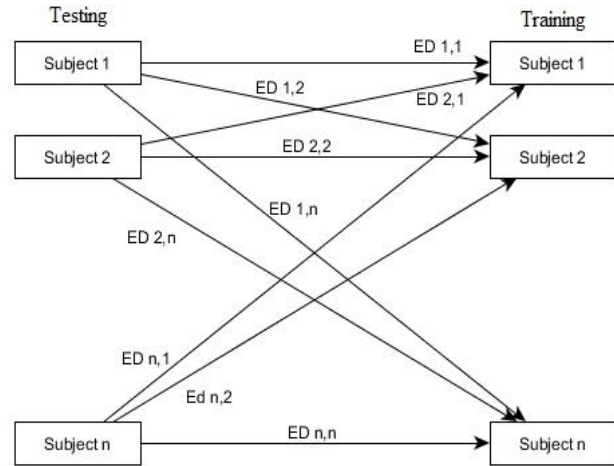 Testing
Training
Subject 1
ED 1,1
Subject 1
ED 1,2
ED 2,1
Subject 2
ED 2,2
Subject 2
ED 1,n
ED 2,n
ED n,1
Ed n,2
Subject n
ED n,n
Subject n